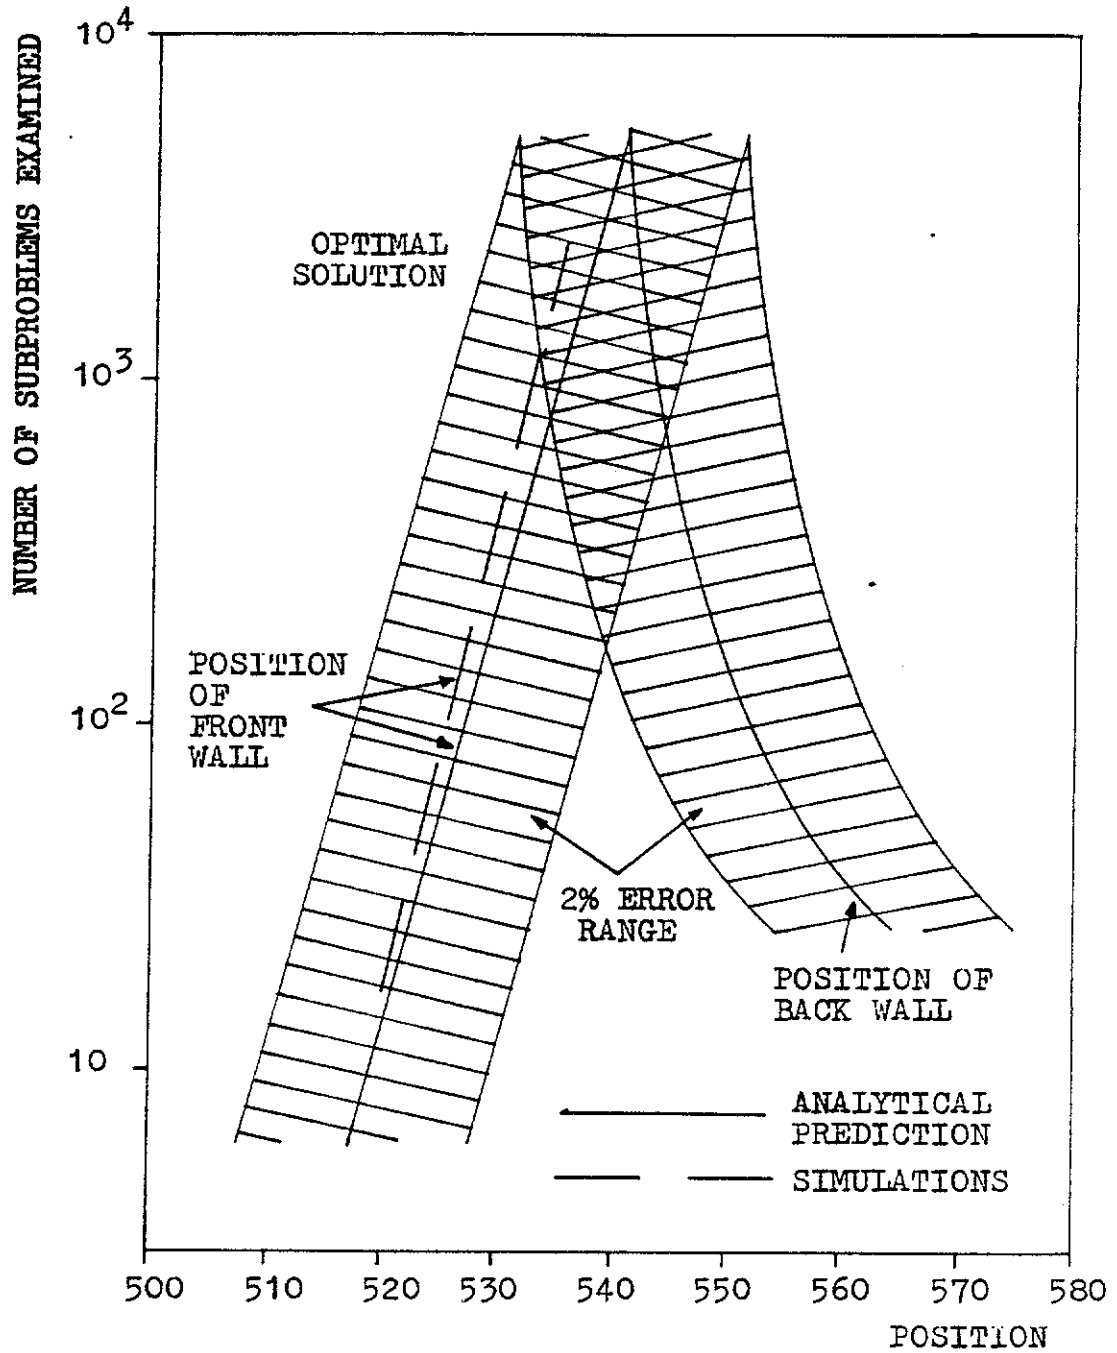 NUMBER OF SUBPROBLEMS EXAMINED
10^4
10^3
10^2
10
OPTIMAL
SOLUTION
POSITION
OF
FRONT
WALL
2% ERROR
RANGE
POSITION OF
BACK WALL
ANALYTICAL
PREDICTION
SIMULATIONS
500 510 520 530 540 550 560 570 580
POSITION